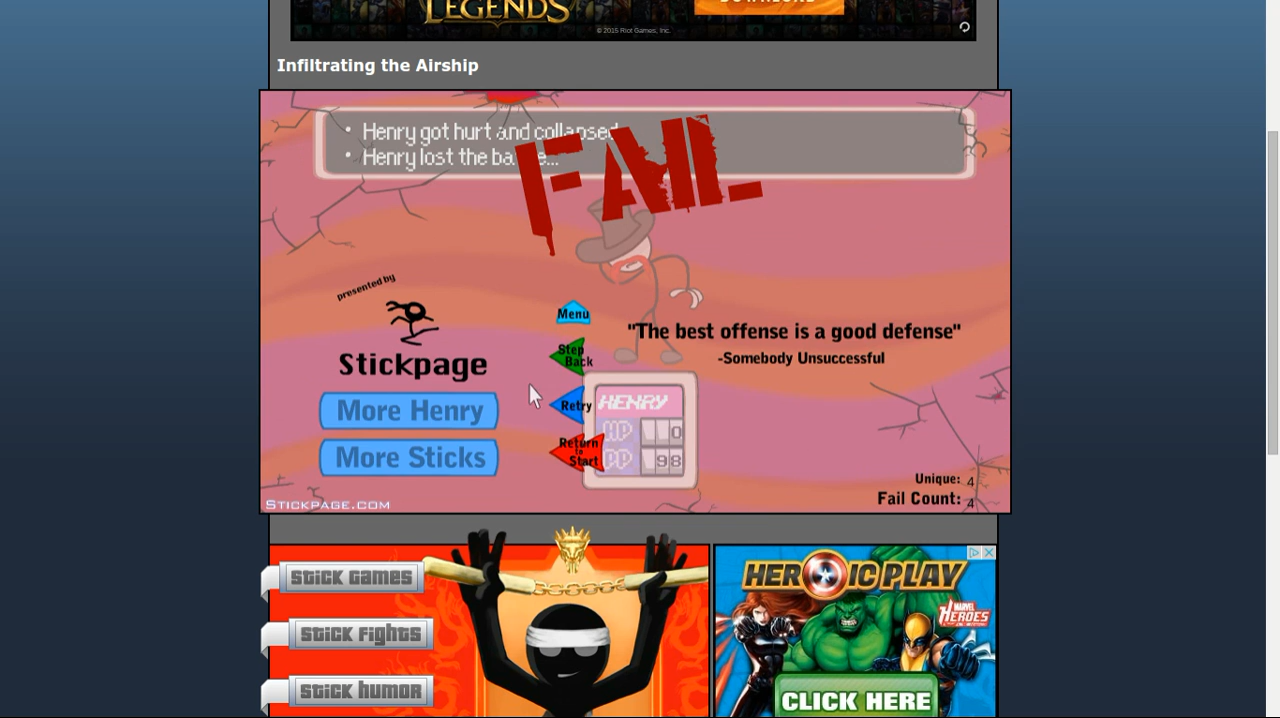 LEGENDS
DOWNLOAD
© 2015 Riot Games, Inc.
Infiltrating the Airship
• Henry got hurt and collapsed
• Henry lost the ba e...
FAIL
presented by
Stickpage
More Henry
More Sticks
STICKPAGE.COM
Menu
Step Back
Retry
Return to Start
"The best offense is a good defense"
-Somebody Unsuccessful
HENRY
HP 0
PP 98
Unique: 4
Fail Count: 4
STICK GAMES
STICK FIGHTS
STICK HUMOR
HEROIC PLAY
MARVEL
HEROES
CLICK HERE